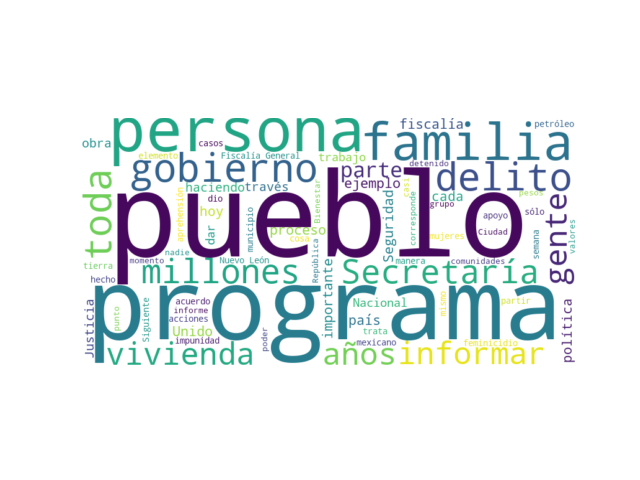 persona
familia
fiscalía
petróleo
obra
casos
elemento
Fiscalía General
trabajo
gobierno
parte
detenido
delito
toda
aprehensión
haciendo
través
ejemplo
cada
pesos
pueblo
dio
Bienestar
Seguridad
casi
corresponde
grupo
apoyo
sólo
gente
hoy
dar
municipio
cosa
proceso
mujeres
Ciudad
semana
valores
nadie
tierra
momento
Nuevo León
República
manera
comunidades
millones
Secretaría
hecho
programa
importante
Justicia
punto
Siguiente
acuerdo
informe
acciones
Unido
impunidad
poder
Nacional
país
trata
mexicano
mismo
partir
feminicidio
política
vivienda
años
informar